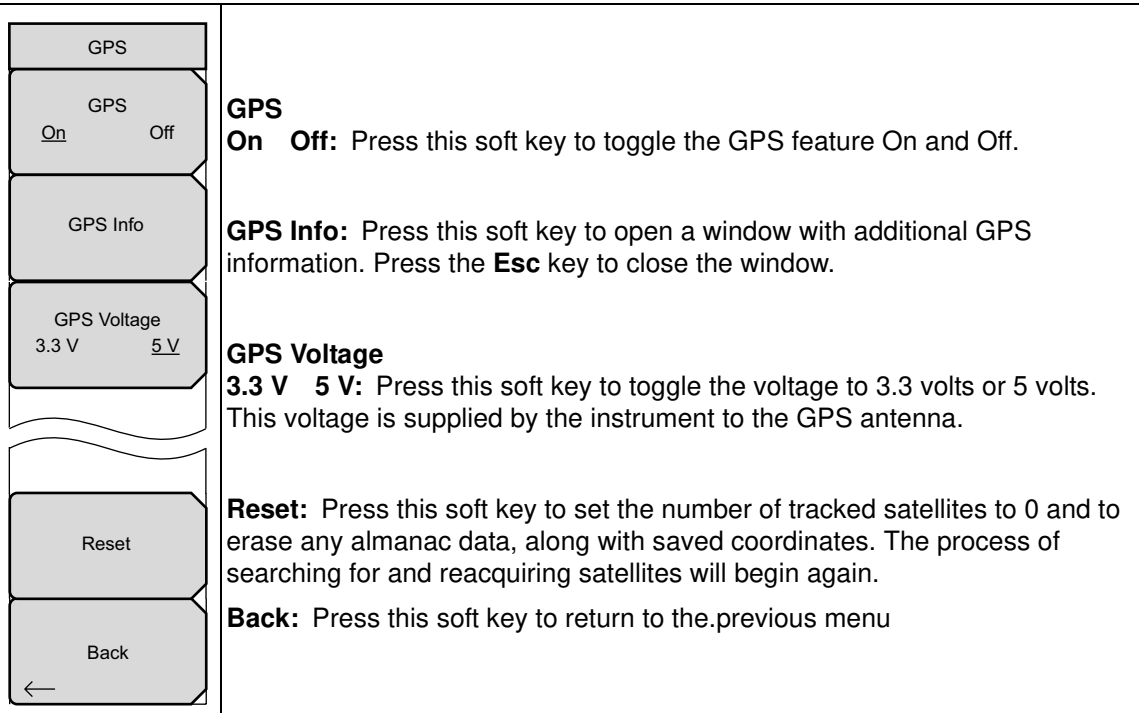 GPS
GPS
On Off
GPS Info
GPS Voltage
3.3 V 5 V
Reset
Back
GPS
On Off: Press this soft key to toggle the GPS feature On and Off.
GPS Info: Press this soft key to open a window with additional GPS
information. Press the Esc key to close the window.
GPS Voltage
3.3 V 5 V: Press this soft key to toggle the voltage to 3.3 volts or 5 volts.
This voltage is supplied by the instrument to the GPS antenna.
Reset: Press this soft key to set the number of tracked satellites to 0 and to
erase any almanac data, along with saved coordinates. The process of
searching for and reacquiring satellites will begin again.
Back: Press this soft key to return to the.previous menu